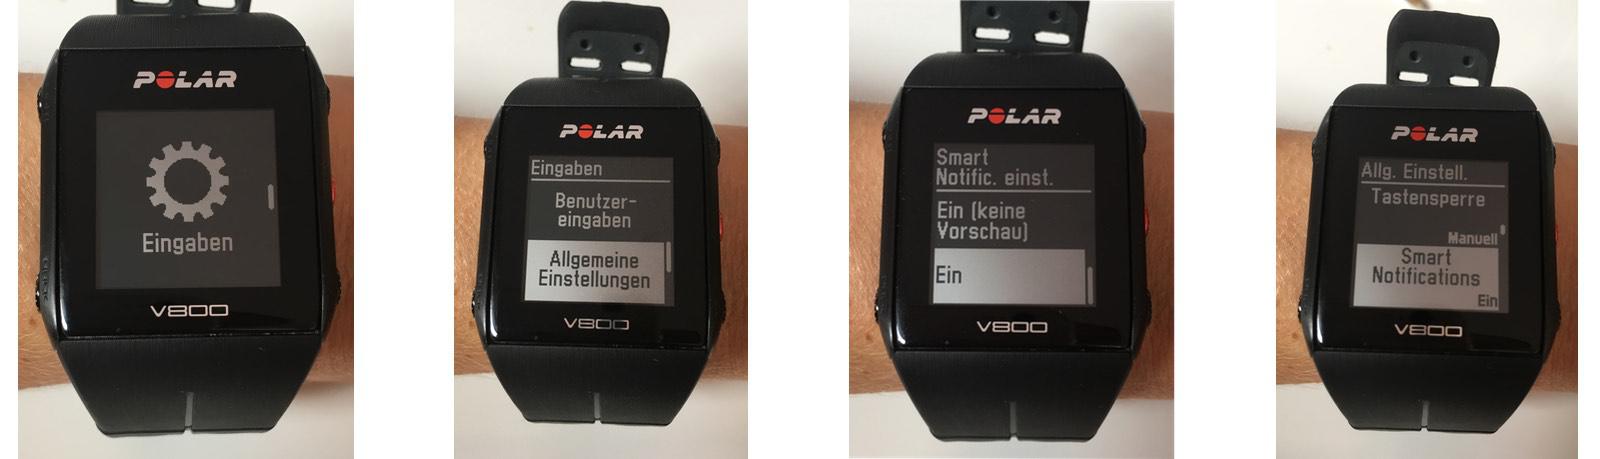 POLAR
Eingaben
V800
POLAR
Eingaben
Benutzer-
eingaben
Allgemeine
Einstellungen
V800
POLAR
Smart
Notific. einst.
Ein (keine
Vorschau)
Ein
V800
POLAR
Allg. Einstell.
Tastensperre
Manuell
Smart
Notifications
Ein
V800